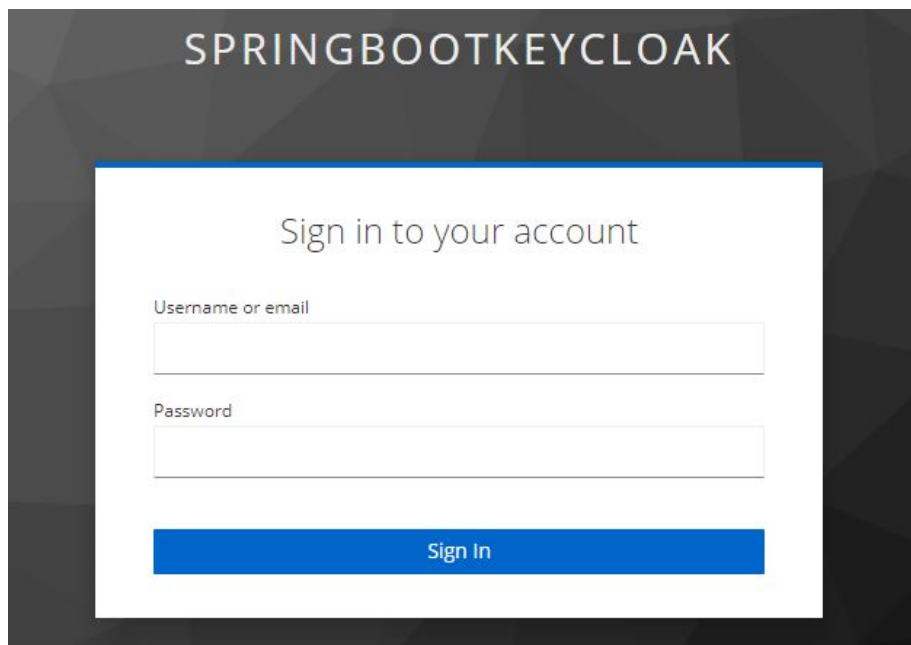 SPRINGBOOTKEYCLOAK
Sign in to your account
Username or email
Password
Sign In